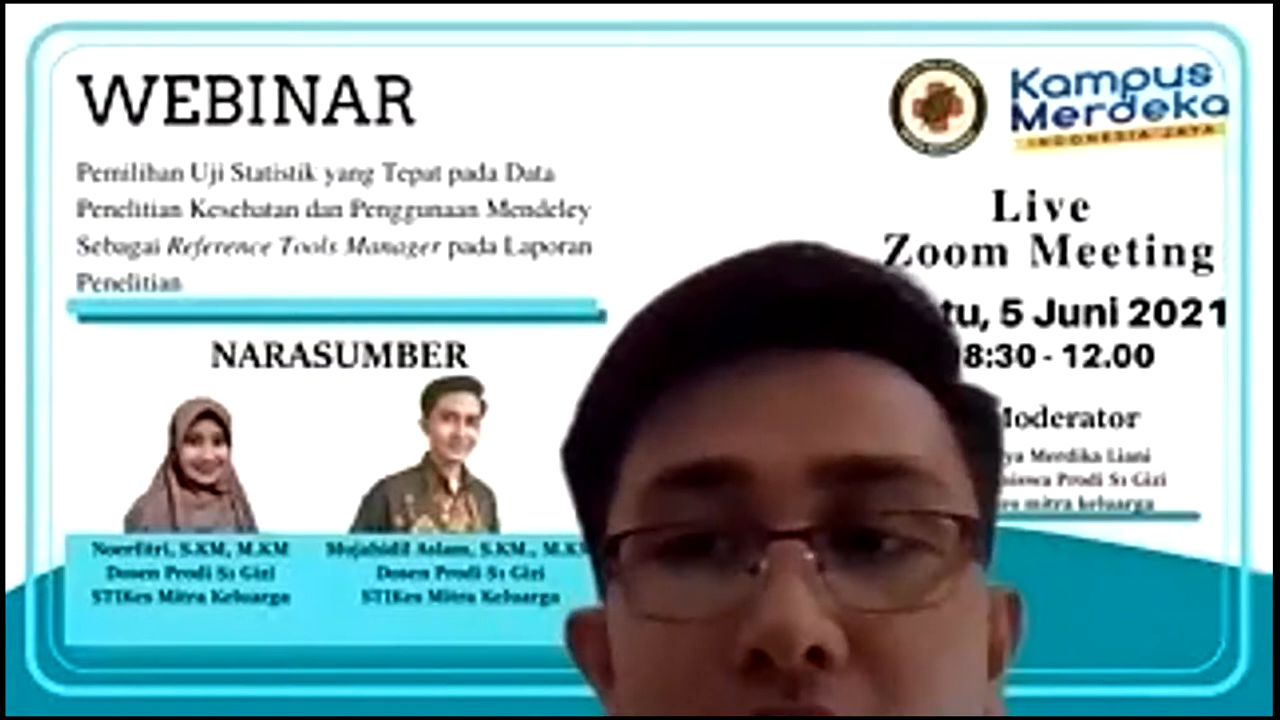 WEBINAR
Pemilihan Uji Statistik yang Tepat pada Data
Penelitian Kesehatan dan Penggunaan Mendeley
Sebagai Reference Tools Manager pada Laporan
Penelitian
NARASUMBER
Noerfitri, S.KM, M.KM
Dosen Prodi S1 Gizi
STIKes Mitra Keluarga
Mujahidil Aslam, S.KM., M.K
Dosen Prodi S1 Gizi
STIKes Mitra Keluarga
Kampus
Merdeka
INDONESIA JAYA
Live
Zoom Meeting
tu, 5 Juni 2021
8:30 - 12.00
Moderator
ya Merdika Liani
siswa Prodi S1 Gizi
es mitra keluarga